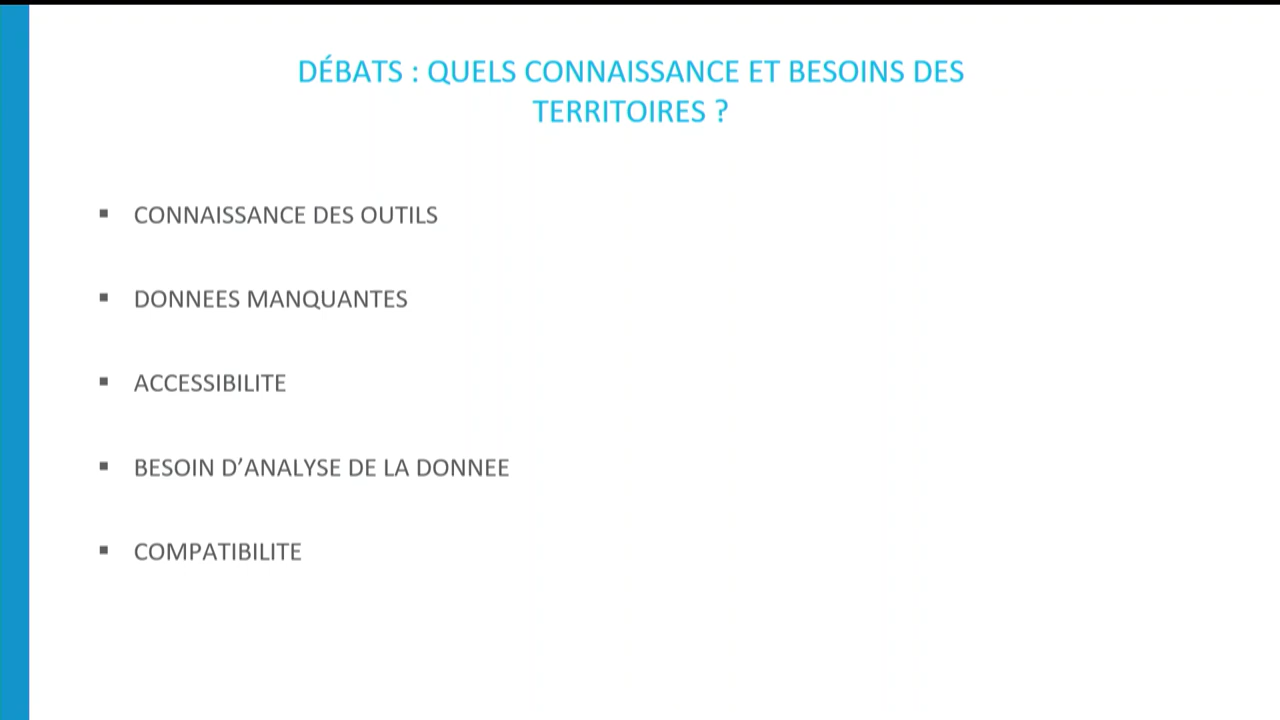 DÉBATS : QUELS CONNAISSANCE ET BESOINS DES
TERRITOIRES ?
▪ CONNAISSANCE DES OUTILS
▪ DONNEES MANQUANTES
▪ ACCESSIBILITE
▪ BESOIN D’ANALYSE DE LA DONNEE
▪ COMPATIBILITE